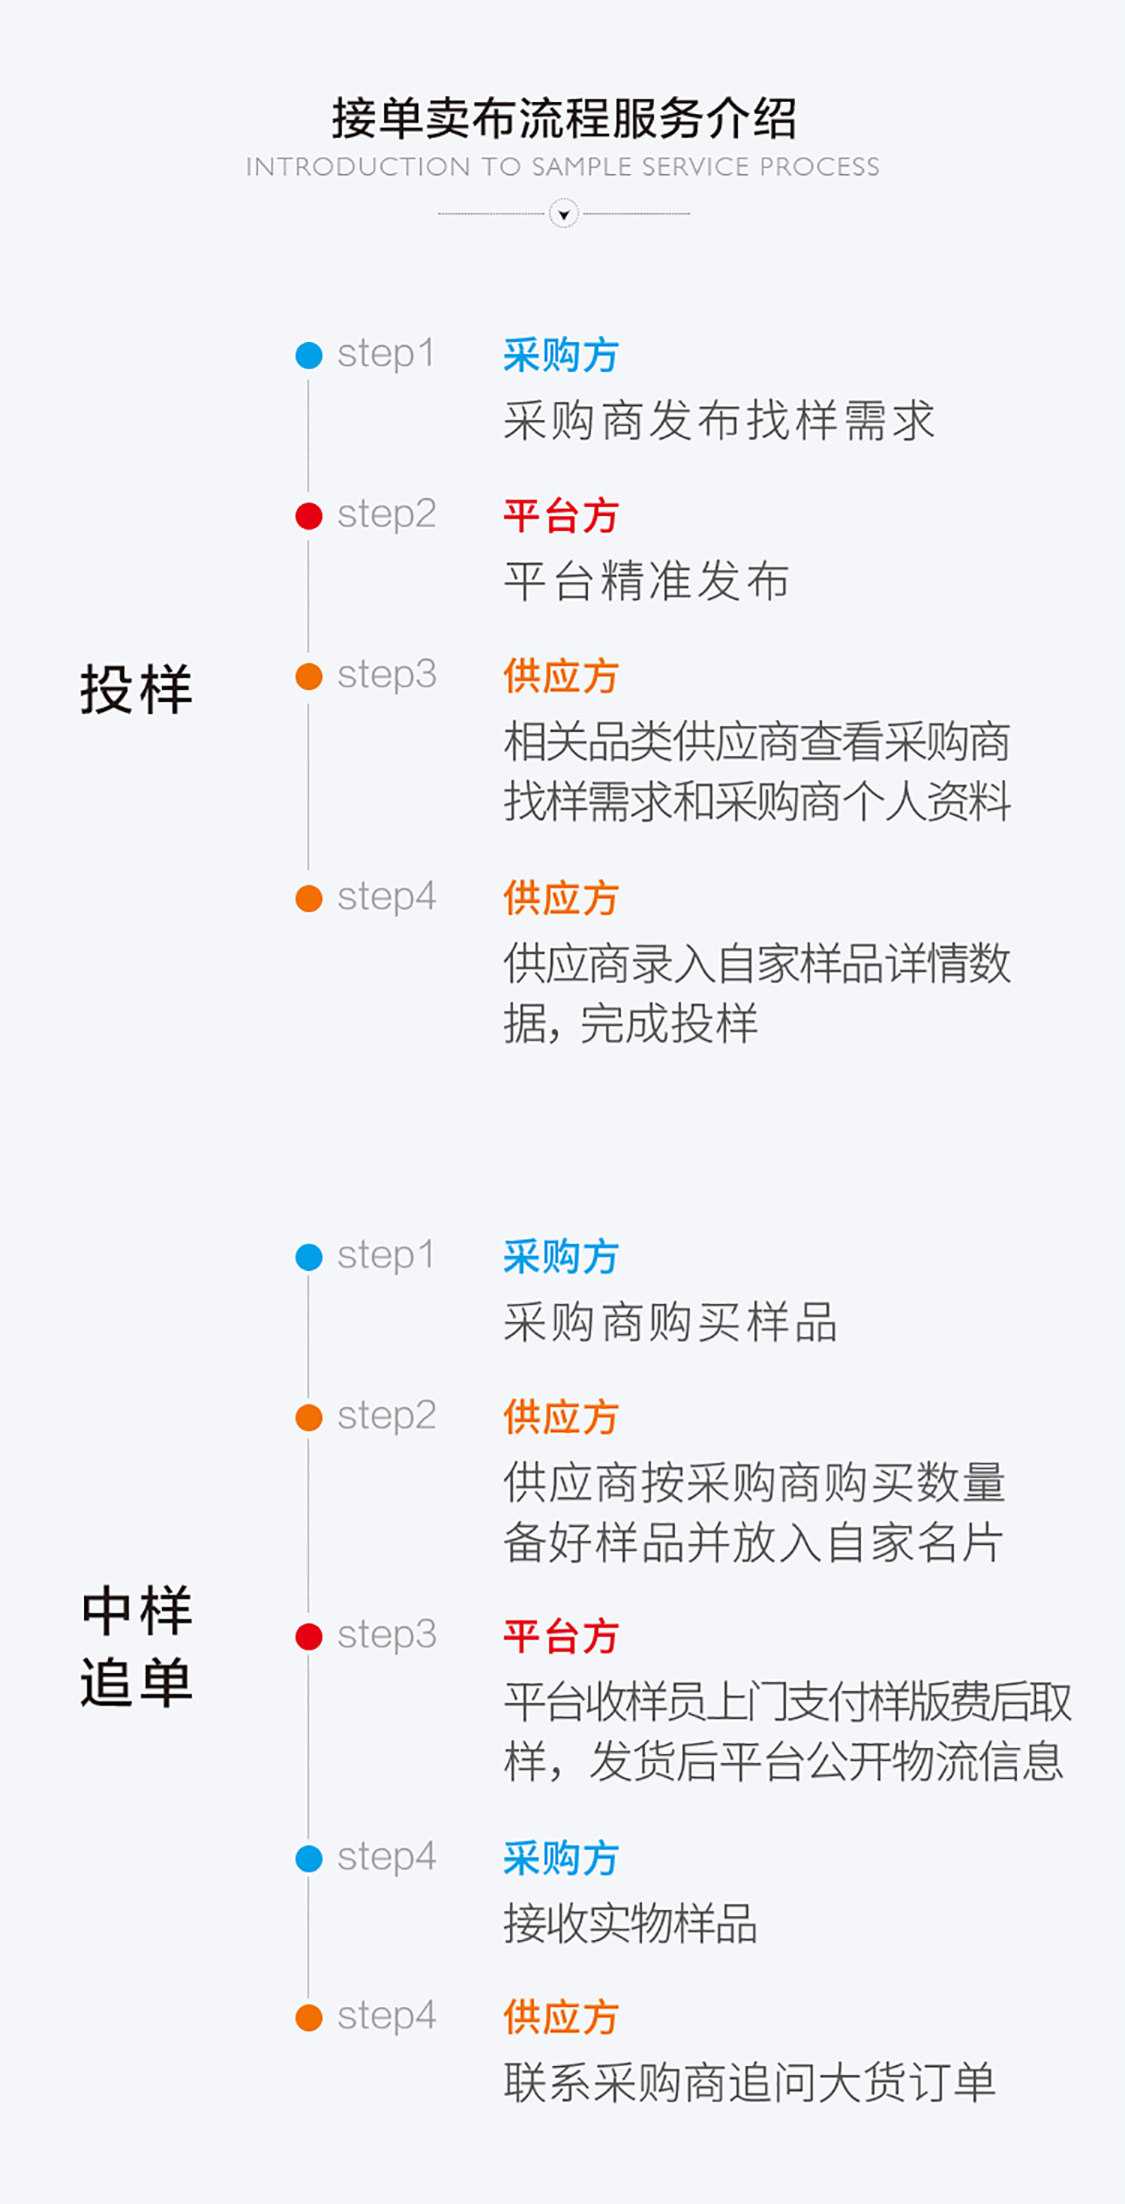 接单卖布流程服务介绍
INTRODUCTION TO SAMPLE SERVICE PROCESS
投样
step1 采购方
采购商发布找样需求
step2 平台方
平台精准发布
step3 供应方
相关品类供应商查看采购商
找样需求和采购商个人资料
step4 供应方
供应商录入自家样品详情数
据，完成投样
中样
追单
step1 采购方
采购商购买样品
step2 供应方
供应商按采购商购买数量
备好样品并放入自家名片
step3 平台方
平台收样员上门支付样版费后取
样，发货后平台公开物流信息
step4 采购方
接收实物样品
step4 供应方
联系采购商追问大货订单